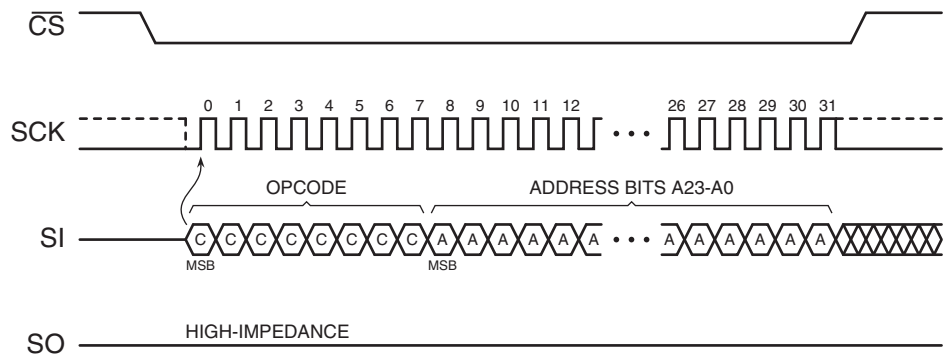 CS
0 1 2 3 4 5 6 7 8 9 10 11 12 26 27 28 29 30 31
SCK
OPCODE ADDRESS BITS A23-A0
SI C C C C C C C C A A A A A A A A A A A A
MSB MSB
HIGH-IMPEDANCE
SO